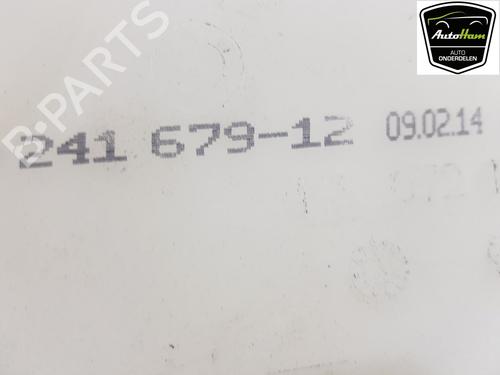 AutoHam
AUTO
ONDERDELEN
B-PARTS
241 679-12
09.02.14